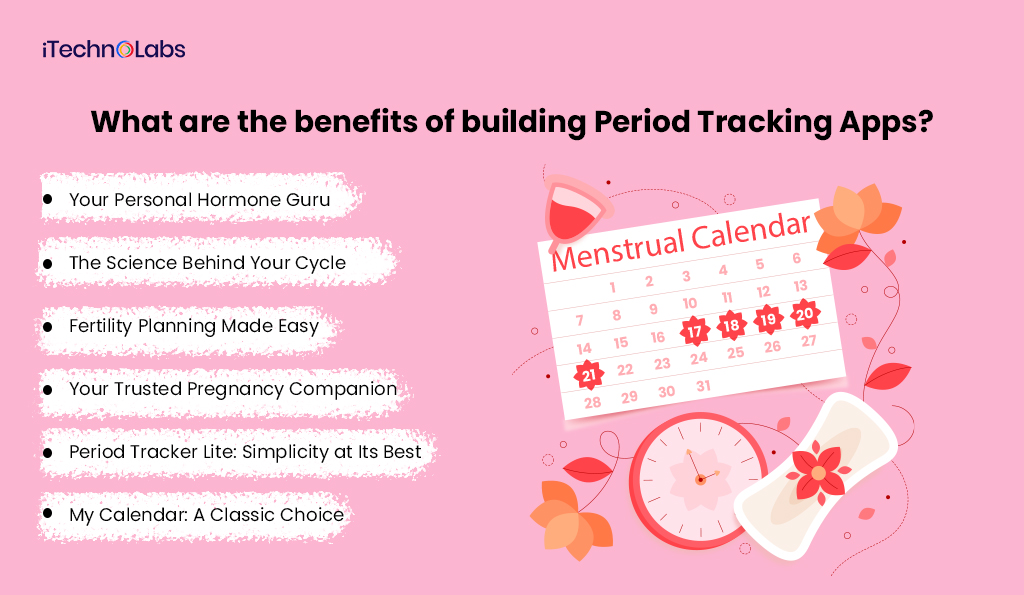 iTechnoLabs
What are the benefits of building Period Tracking Apps?
Your Personal Hormone Guru
The Science Behind Your Cycle
Fertility Planning Made Easy
Your Trusted Pregnancy Companion
Period Tracker Lite: Simplicity at Its Best
My Calendar: A Classic Choice
Menstrual Calendar
1 2 3 4 5 6
7 8 9 10 11 12 13
14 15 16 17 18 19 20
21 22 23 24 25 26 27
28 29 30 31